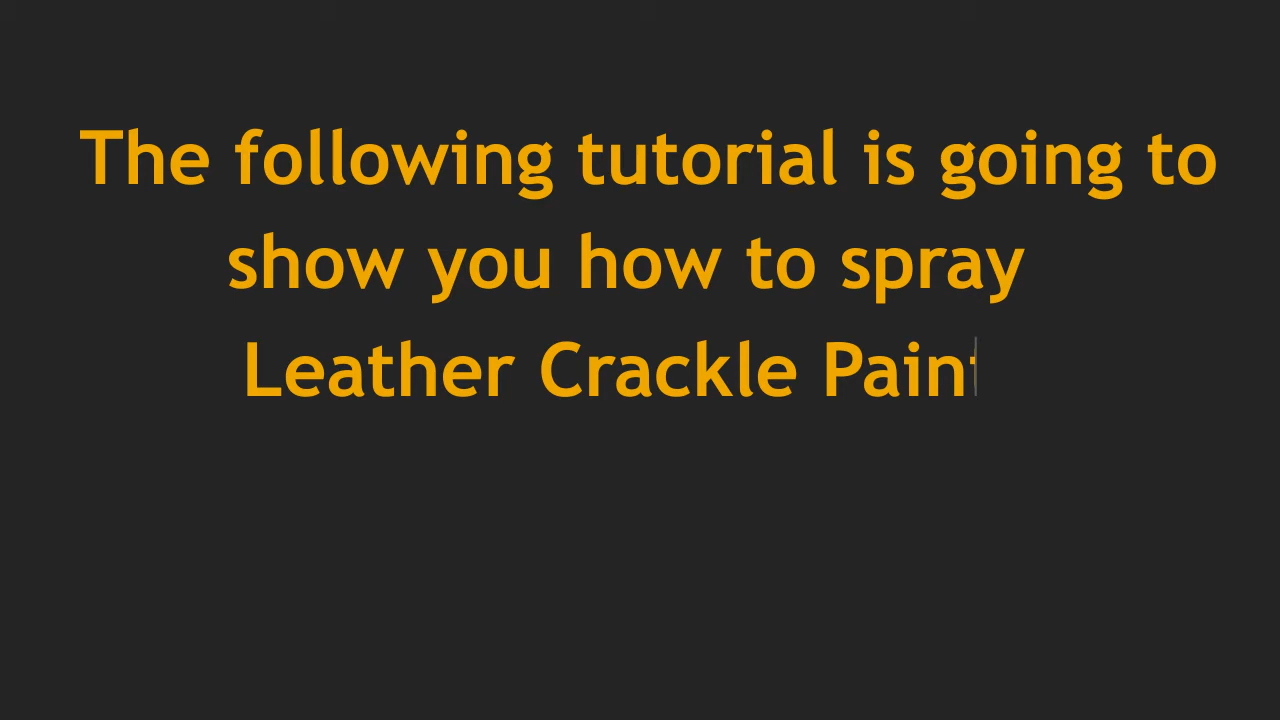 The following tutorial is going to
show you how to spray
Leather Crackle Paint